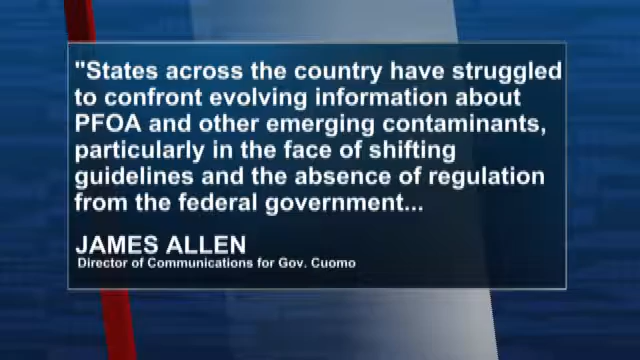 "States across the country have struggled
to confront evolving information about
PFOA and other emerging contaminants,
particularly in the face of shifting
guidelines and the absence of regulation
from the federal government...
JAMES ALLEN
Director of Communications for Gov. Cuomo